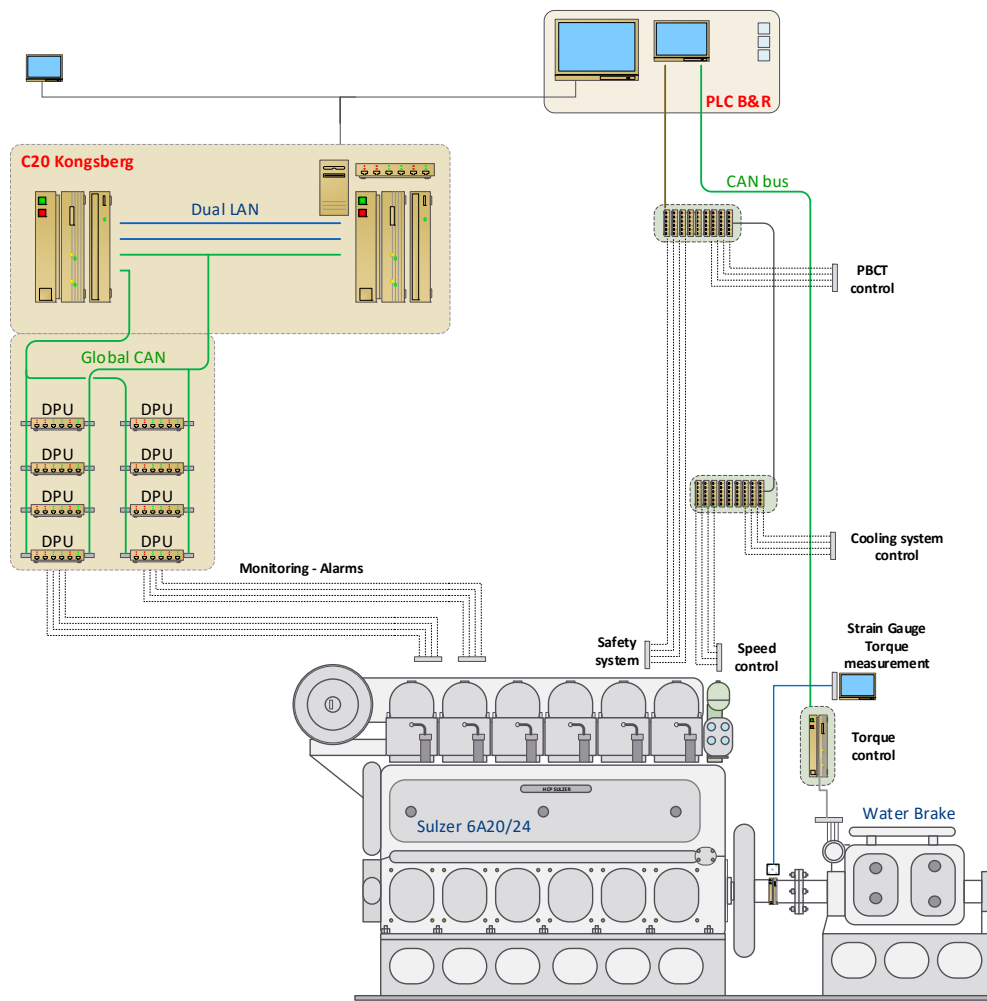 PLC B&R
C20 Kongsberg
Dual LAN
CAN bus
PBCT
control
Global CAN
DPU
DPU
DPU
DPU
DPU
DPU
DPU
DPU
Monitoring - Alarms
Cooling system
control
Safety
system
Speed
control
Strain Gauge
Torque
measurement
Torque
control
HCP SULZER
Sulzer 6A20/24
Water Brake